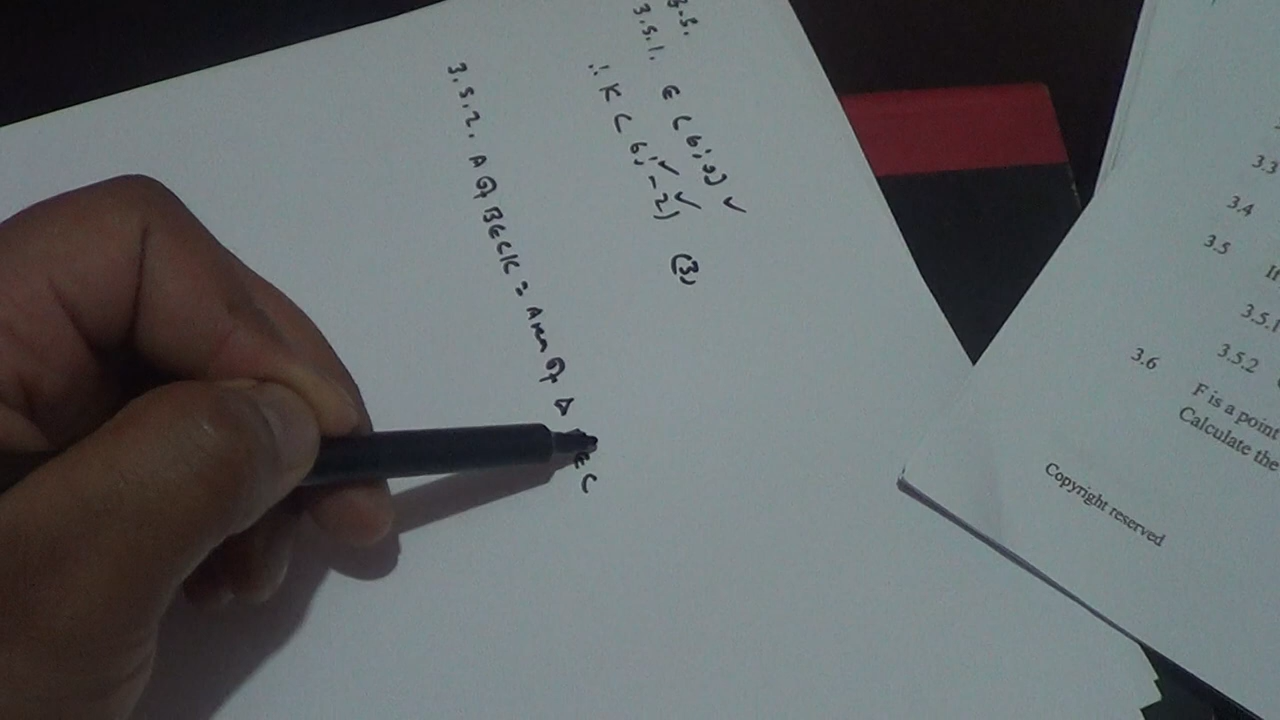 3.5.
3.5.1. E (6;0) ✓
∴ K (6;✓ -2) ✓ (3)
3.5.2. A of BECK = Area of Δ
EC
3.3
3.4
3.5
If
3.5.1
3.5.2
3.6 F is a point
Calculate the
Copyright reserved